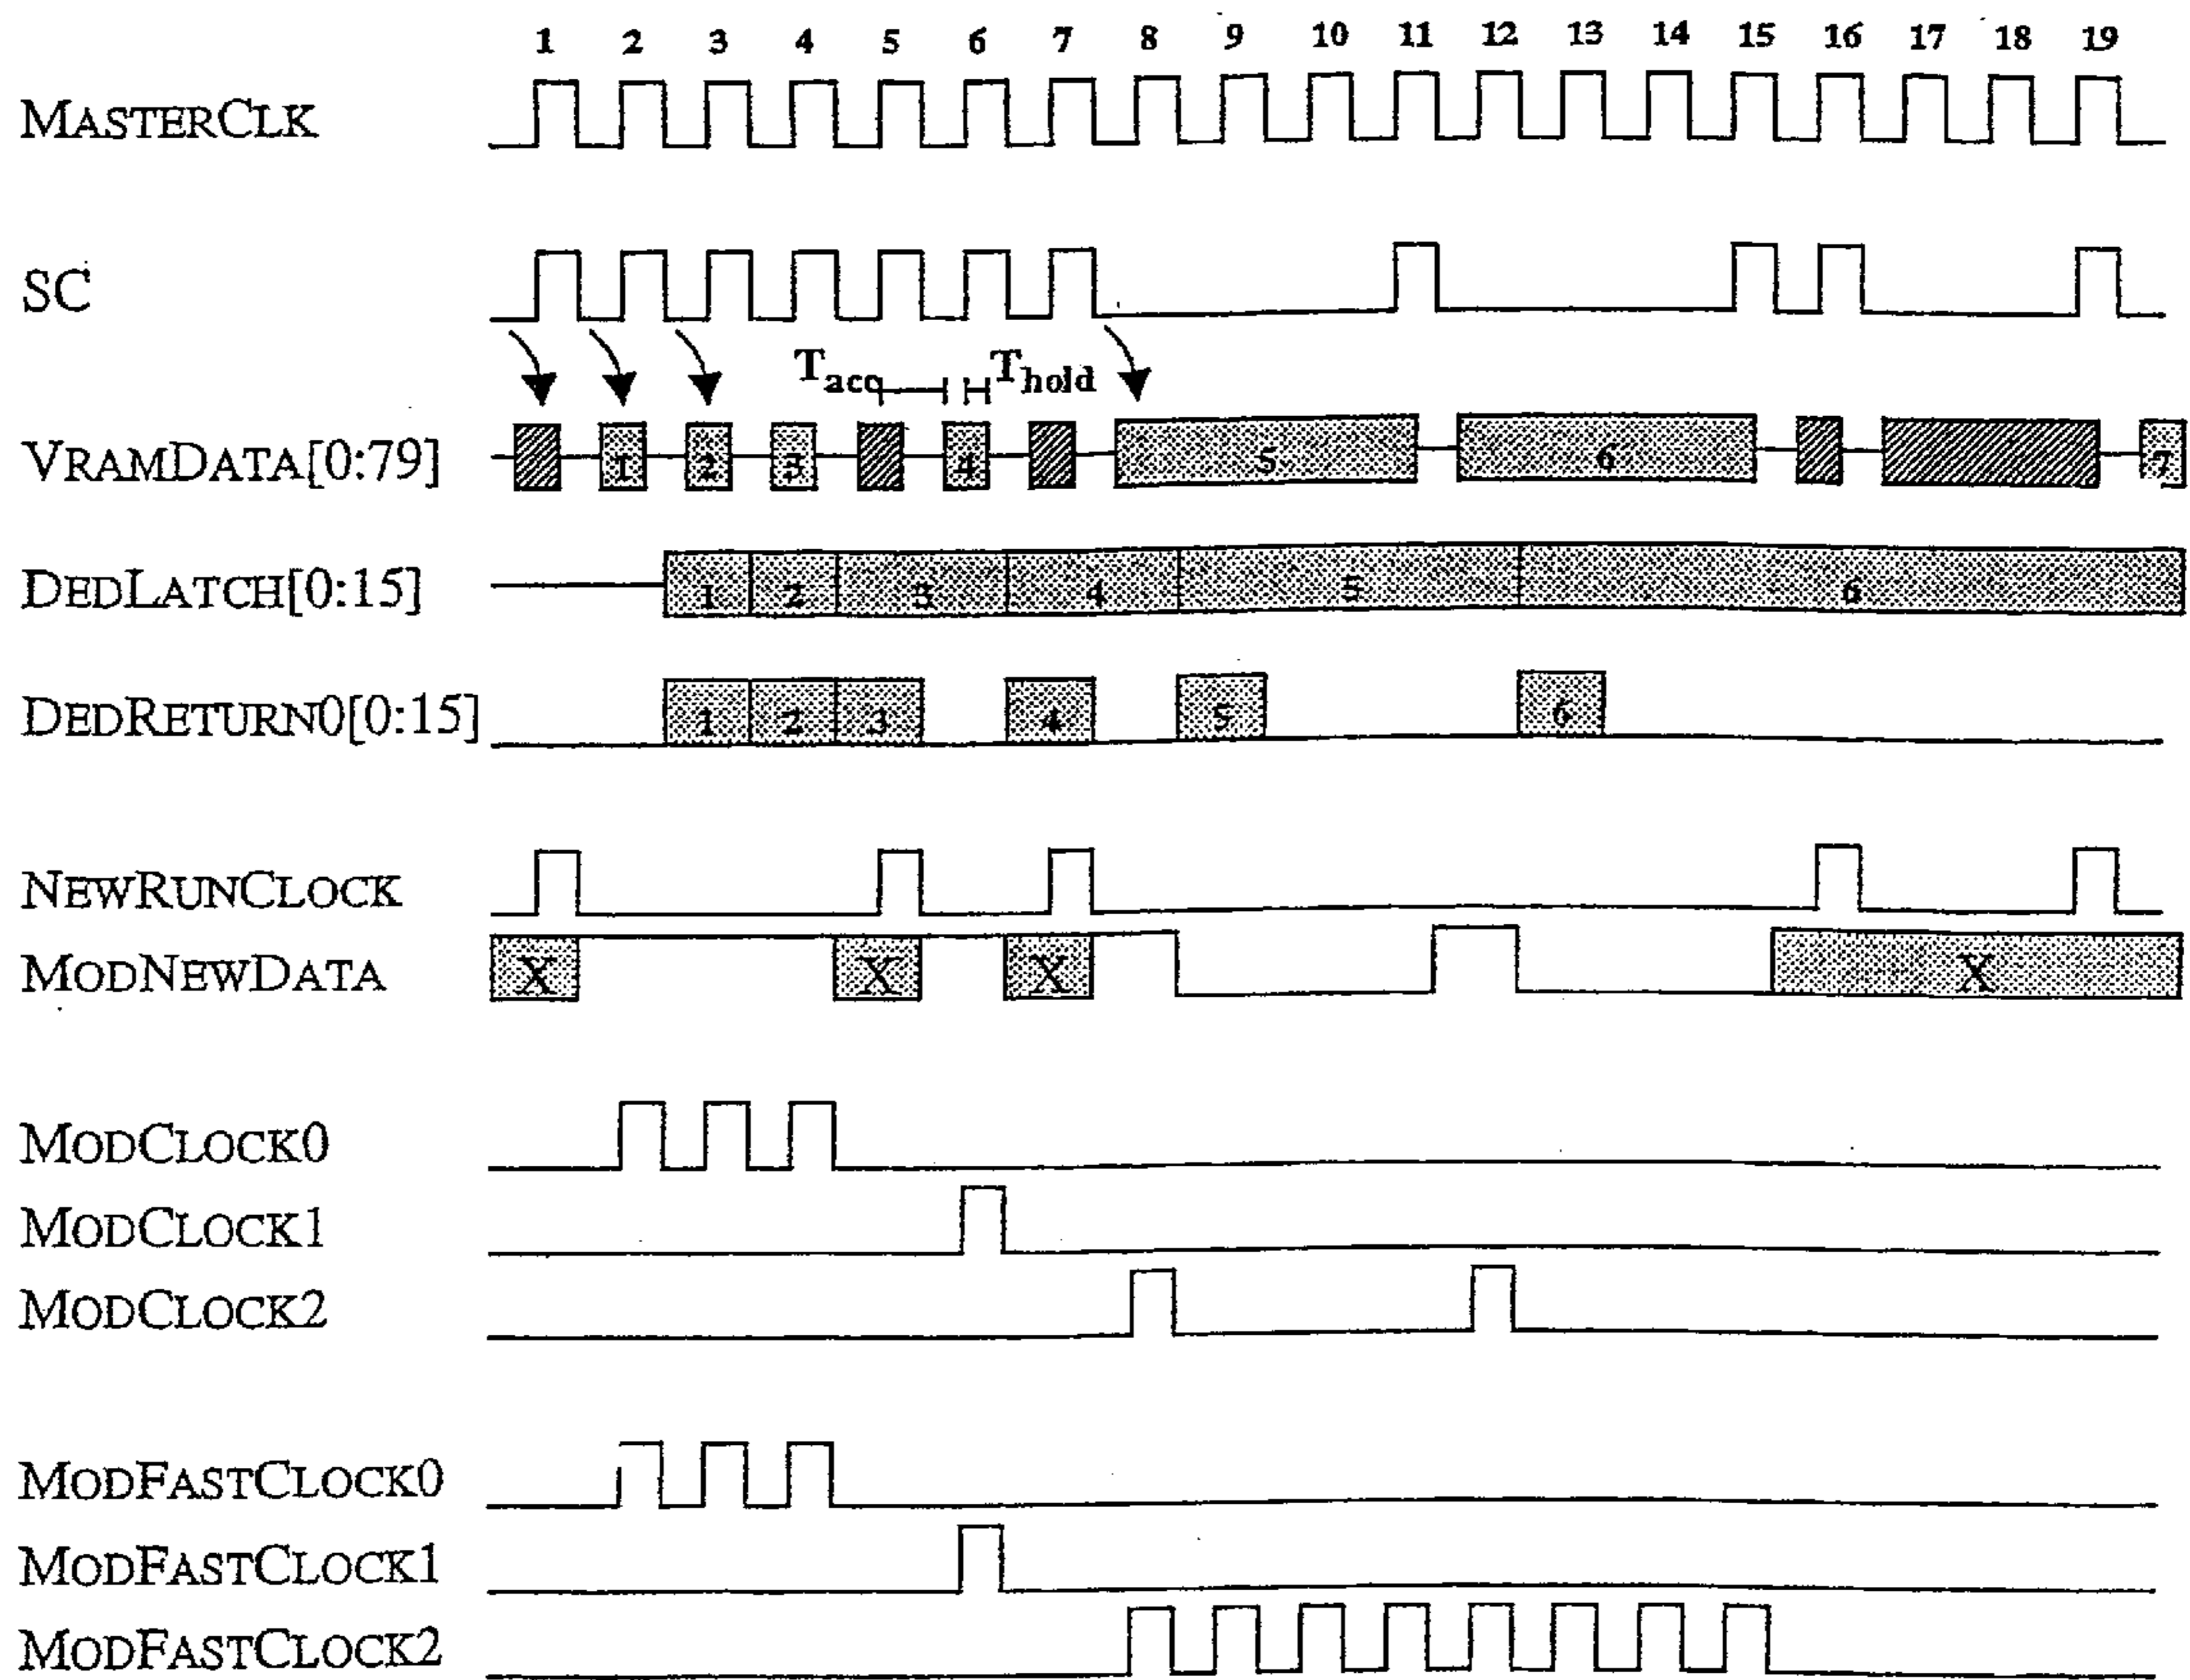 1 2 3 4 5 6 7 8 9 10 11 12 13 14 15 16 17 18 19
MASTERCLK
SC
Tacc Thold
VRAMDATA[0:79] 1 2 3 4 5 6 7
DEDLATCH[0:15] 1 2 3 4 5 6
DEDRETURN0[0:15] 1 2 3 4 5 6
NEWRUNCLOCK
MODNEWDATA X X X X
MODCLOCK0
MODCLOCK1
MODCLOCK2
MODFASTCLOCK0
MODFASTCLOCK1
MODFASTCLOCK2